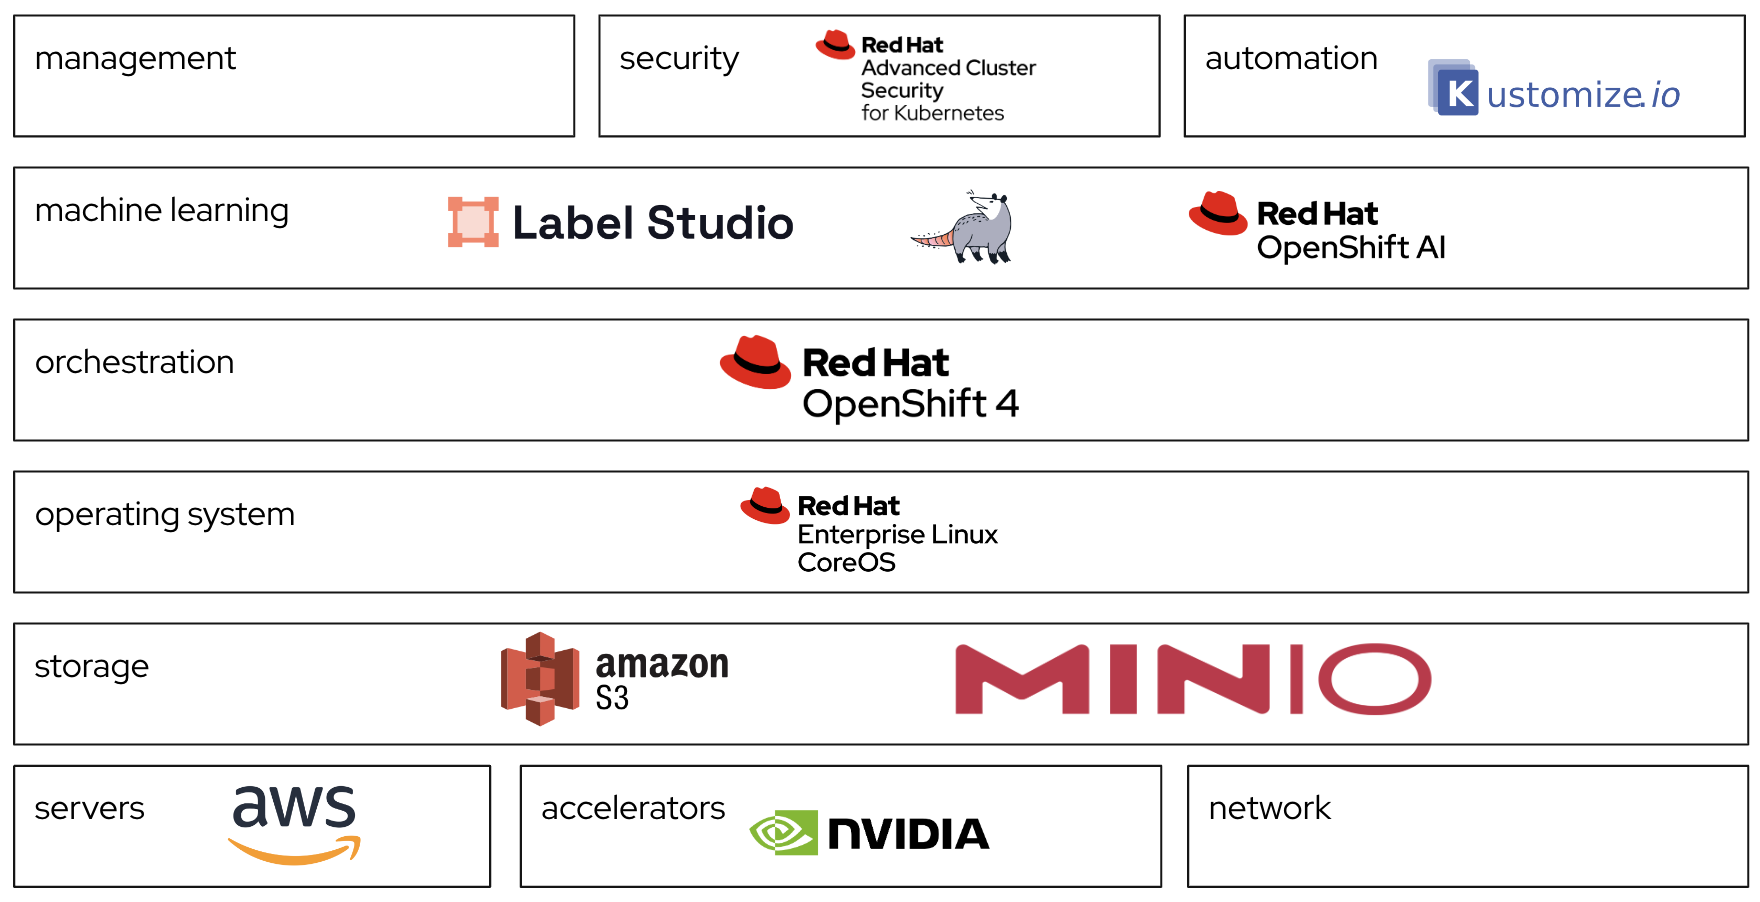 management
security
Red Hat
Advanced Cluster
Security
for Kubernetes
automation
Kustomize.io
machine learning
Label Studio
Red Hat
OpenShift AI
orchestration
Red Hat
OpenShift 4
operating system
Red Hat
Enterprise Linux
CoreOS
storage
amazon
S3
MINIO
servers
aws
accelerators
NVIDIA
network